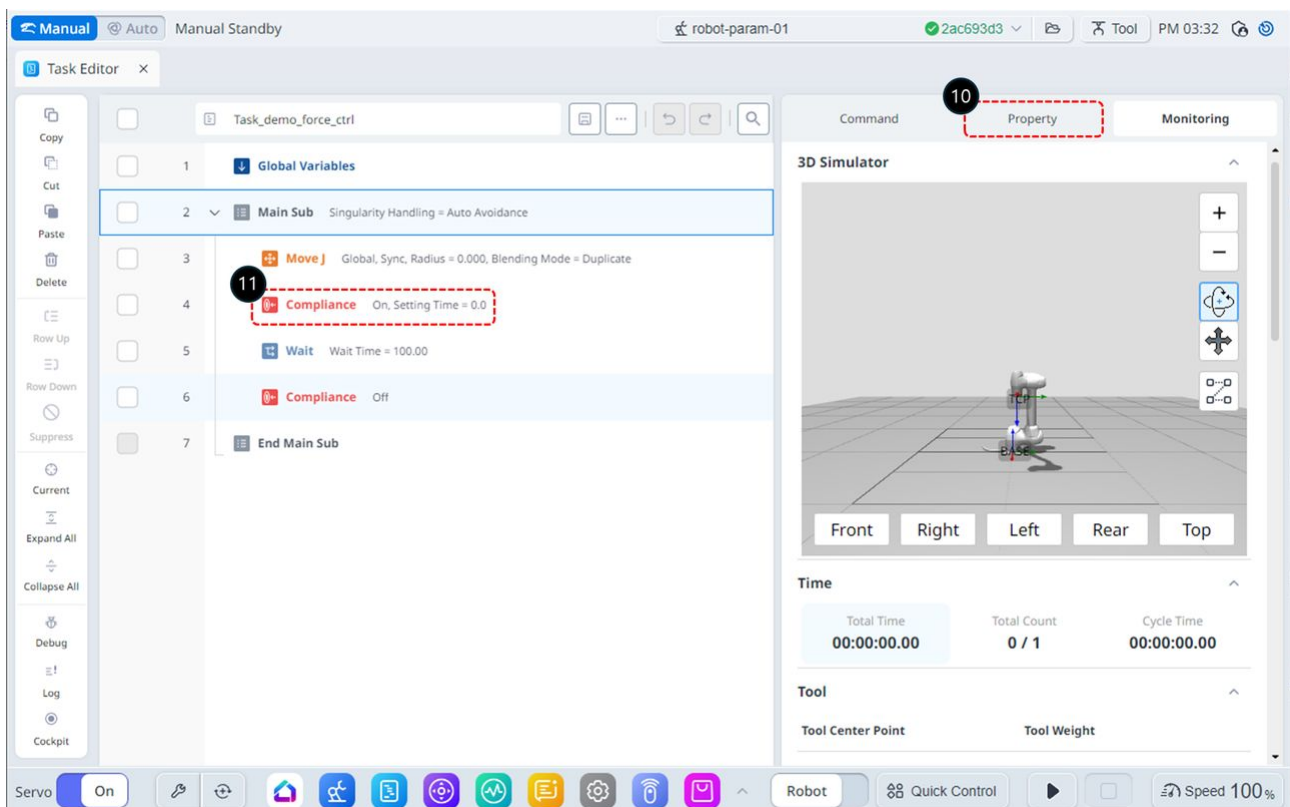 Manual Auto Manual Standby robot-param-01 2ac693d3 Tool PM 03:32
Task Editor ×
Copy
Cut
Paste
Delete
Row Up
Row Down
Suppress
Current
Expand All
Collapse All
Debug
Log
Cockpit
Task_demo_force_ctrl
1 Global Variables
2 Main Sub Singularity Handling = Auto Avoidance
3 Move J Global, Sync, Radius = 0.000, Blending Mode = Duplicate
11
4 Compliance On, Setting Time = 0.0
5 Wait Wait Time = 100.00
6 Compliance Off
7 End Main Sub
10
Command Property Monitoring
3D Simulator
TCP
BASE
Front Right Left Rear Top
Time
Total Time Total Count Cycle Time
00:00:00.00 0 / 1 00:00:00.00
Tool
Tool Center Point Tool Weight
Servo On Robot Quick Control Speed 100%